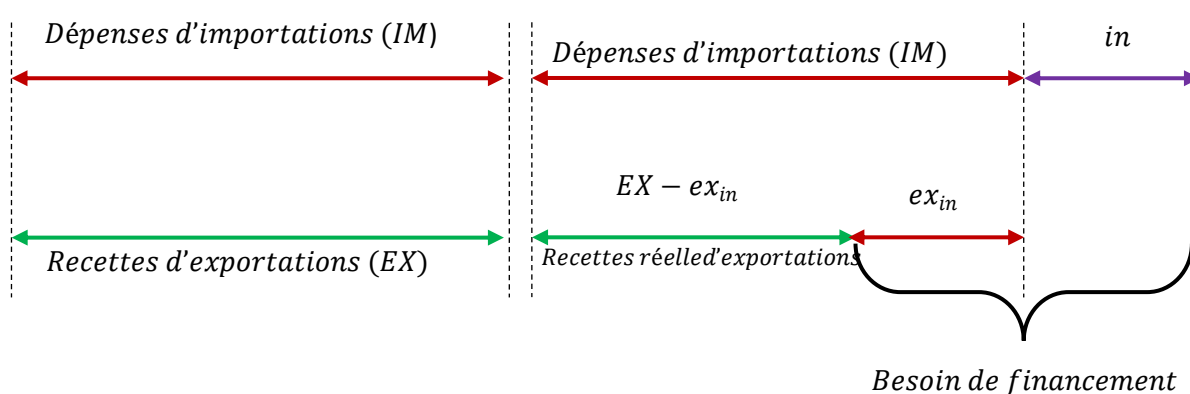 Dépenses d'importations (IM)
Recettes d'exportations (EX)
Dépenses d'importations (IM)
in
EX − ex_in
ex_in
Recettes réelled'exportations
Besoin de financement